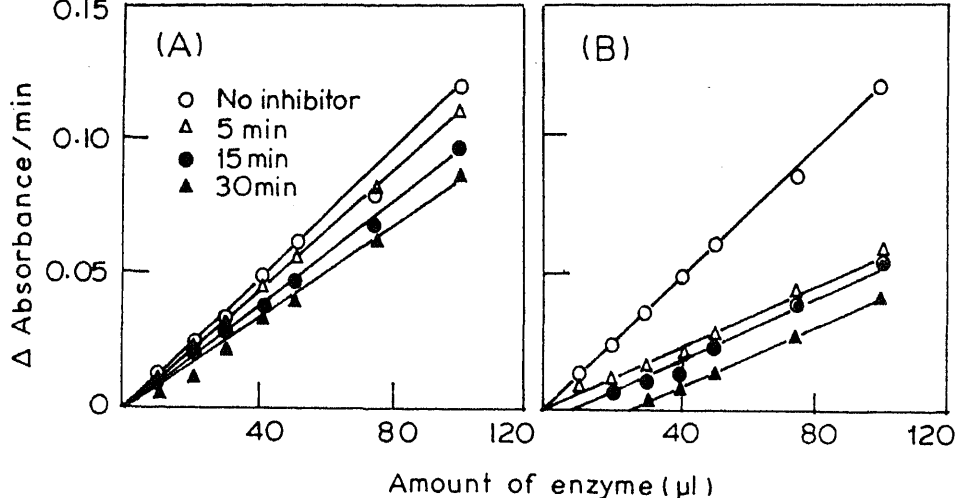 0.15
(A)
(B)
No inhibitor
5 min
15 min
30min
0.10
0.05
0
Δ Absorbance/min
40
80
120
40
80
120
Amount of enzyme (μl)